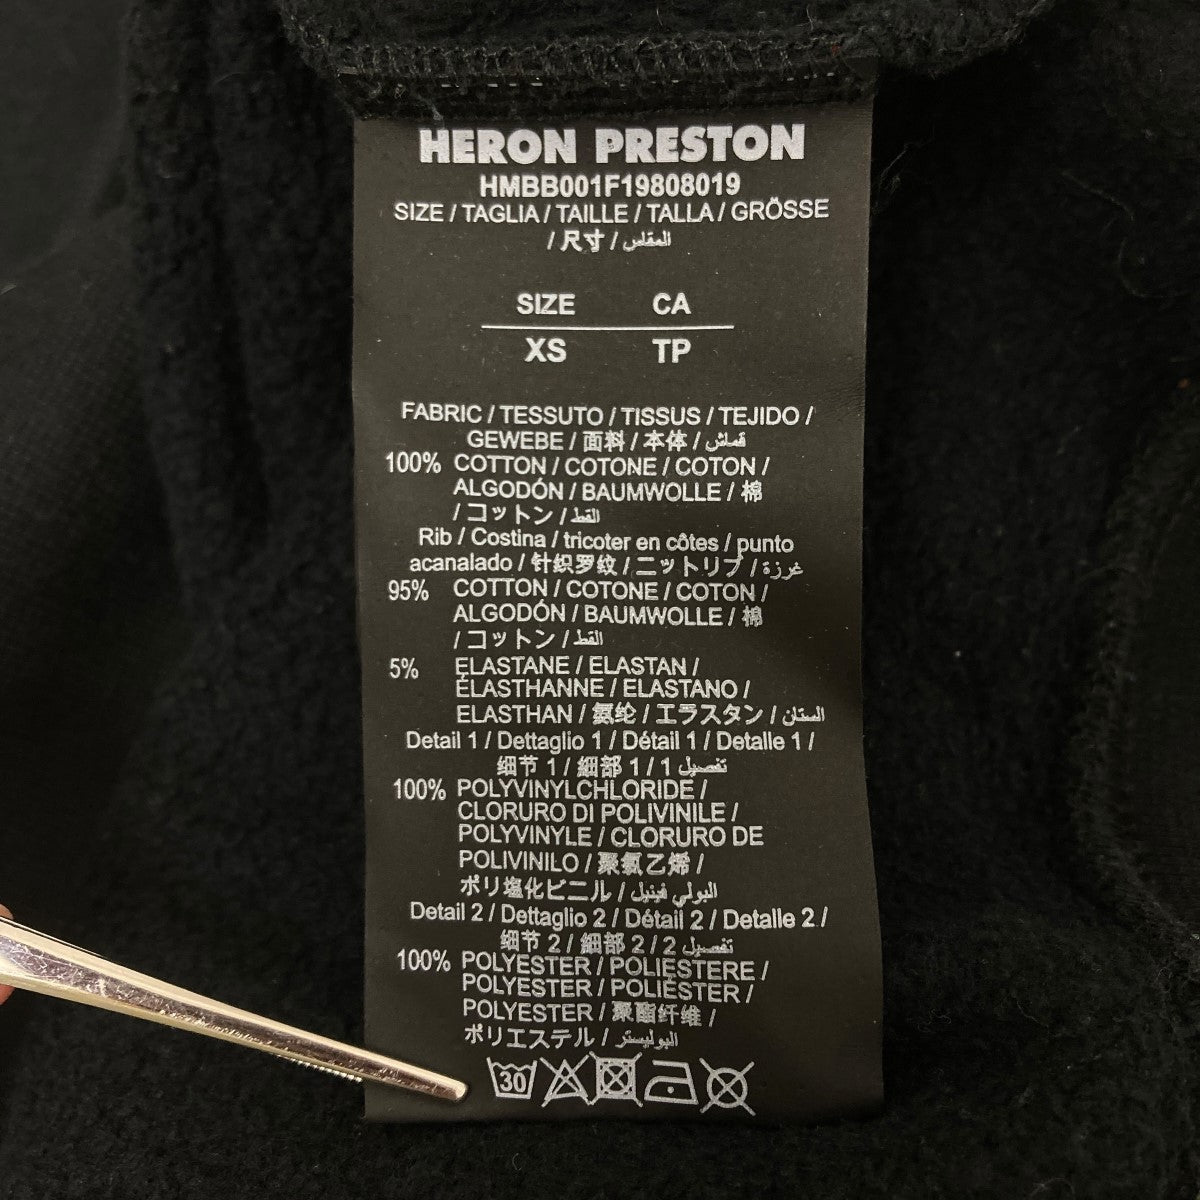 HERON PRESTON
HMBB001F19808019
SIZE / TAGLIA / TAILLE / TALLA / GRÖSSE
/ 尺寸 / المقاس
SIZE CA
XS TP
FABRIC / TESSUTO / TISSUS / TEJIDO /
GEWEBE / 面料 / 本体 / قماش
100% COTTON / COTONE / COTON /
ALGODÓN / BAUMWOLLE / 棉
/ コットン / القط
Rib / Costina / tricoter en côtes / punto
acanalado / 针织罗纹 / ニットリブ / غرزة
95% COTTON / COTONE / COTON /
ALGODÓN / BAUMWOLLE / 棉
/ コットン / القط
5% ELASTANE / ELASTAN /
ÉLASTHANNE / ELASTANO /
ELASTHAN / 氨纶 / エラスタン / الستان
Detail 1 / Dettaglio 1 / Détail 1 / Detalle 1 /
细节 1 / 細部 1 / 1 تفصيل
100% POLYVINYLCHLORIDE /
CLORURO DI POLIVINILE /
POLYVINYLE / CLORURO DE
POLIVINILO / 聚氯乙烯 /
ポリ塩化ビニル / البولي فينيل
Detail 2 / Dettaglio 2 / Détail 2 / Detalle 2 /
细节 2 / 細部 2 / 2 تفصيل
100% POLYESTER / POLIESTERE /
POLYESTER / POLIÉSTER /
POLYESTER / 聚酯纤维 /
ポリエステル / البوليستر
30